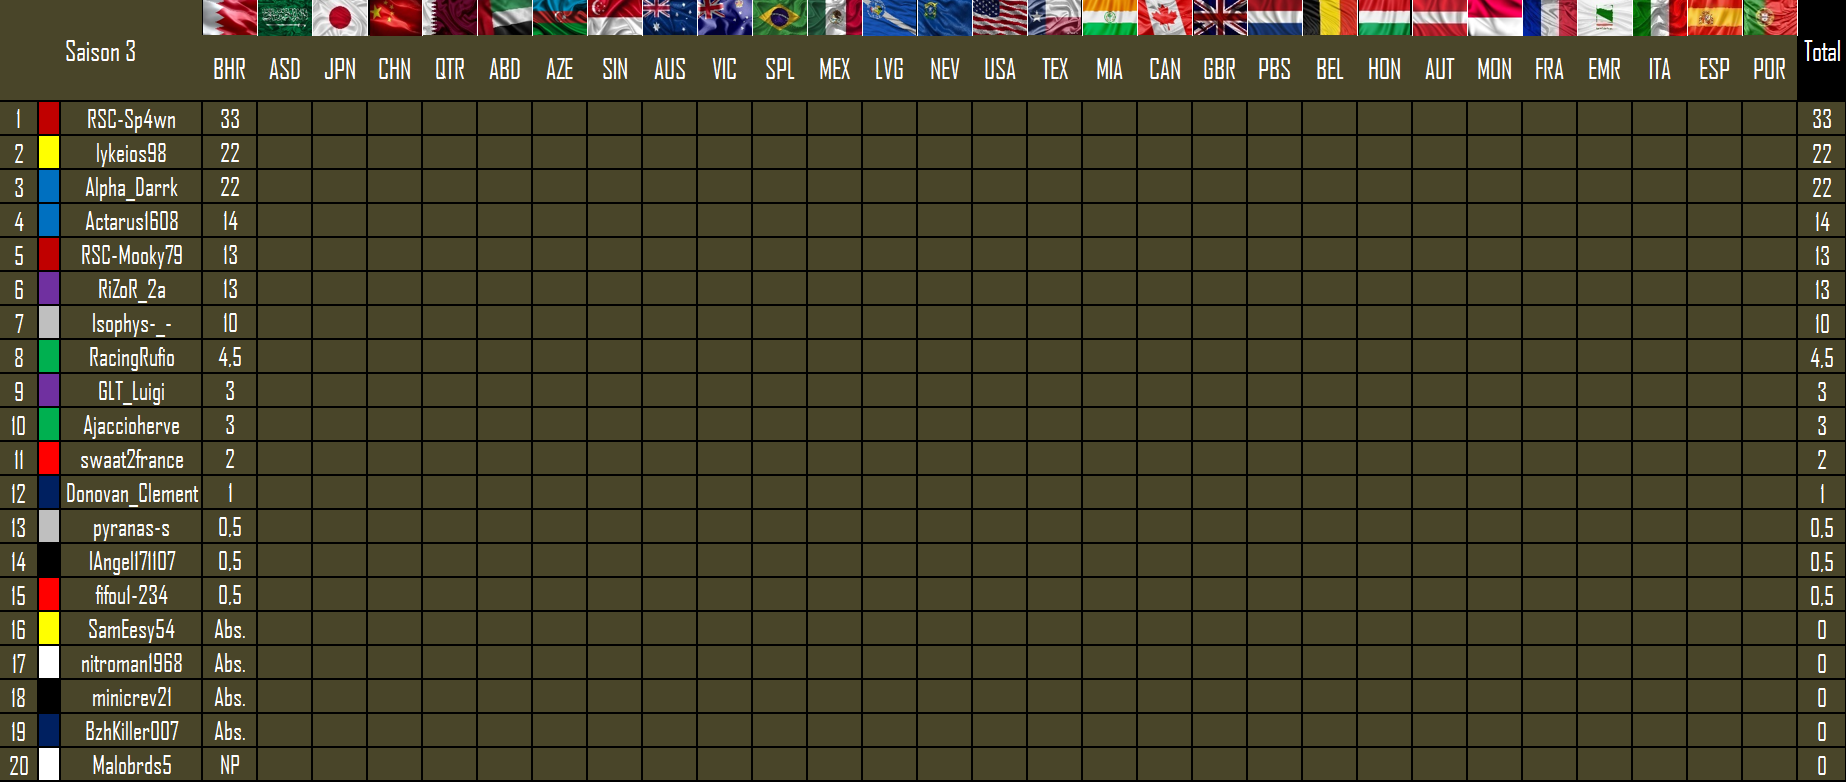 Saison 3 BHR ASD JPN CHN QTR ABD AZE SIN AUS VIC SPL MEX LVG NEV USA TEX MIA CAN GBR PBS BEL HON AUT MON FRA EMR ITA ESP POR Total
1 RSC-Sp4wn 33 33
2 lykeios98 22 22
3 Alpha_Darrk 22 22
4 Actarus1608 14 14
5 RSC-Mooky79 13 13
6 RiZoR_2a 13 13
7 Isophys-_- 10 10
8 RacingRufio 4,5 4,5
9 GLT_Luigi 3 3
10 Ajaccioherve 3 3
11 swaat2france 2 2
12 Donovan_Clement 1 1
13 pyranas-s 0,5 0,5
14 lAngel171107 0,5 0,5
15 fifou1-234 0,5 0,5
16 SamEesy54 Abs. 0
17 nitroman1968 Abs. 0
18 minicrev21 Abs. 0
19 BzhKiller007 Abs. 0
20 Malobrds5 NP 0